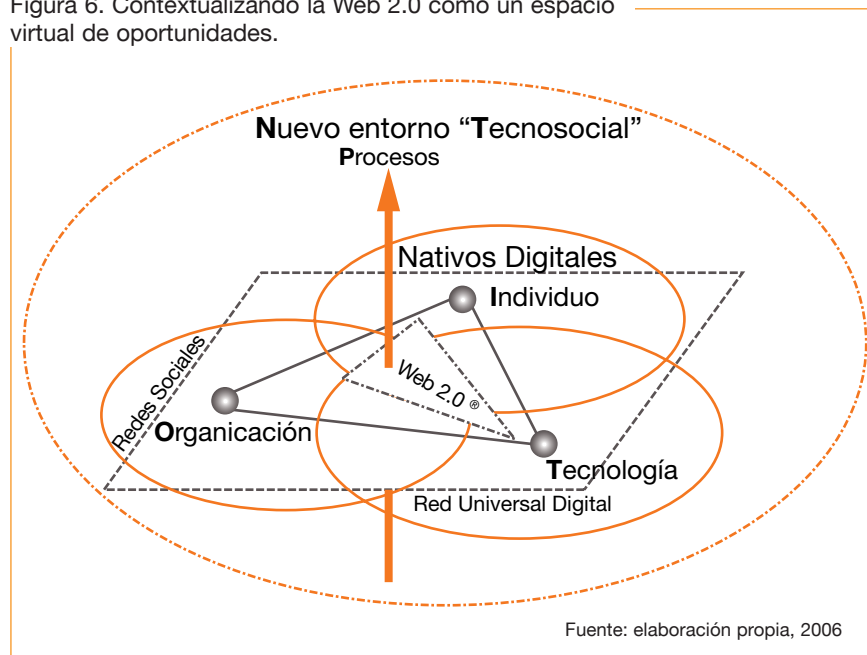 Figura 6. Contextualizando la Web 2.0 como un espacio
virtual de oportunidades.
Nuevo entorno “Tecnosocial”
Procesos
Nativos Digitales
Individuo
Redes Sociales
Web 2.0 ®
Organicación
Tecnología
Red Universal Digital
Fuente: elaboración propia, 2006